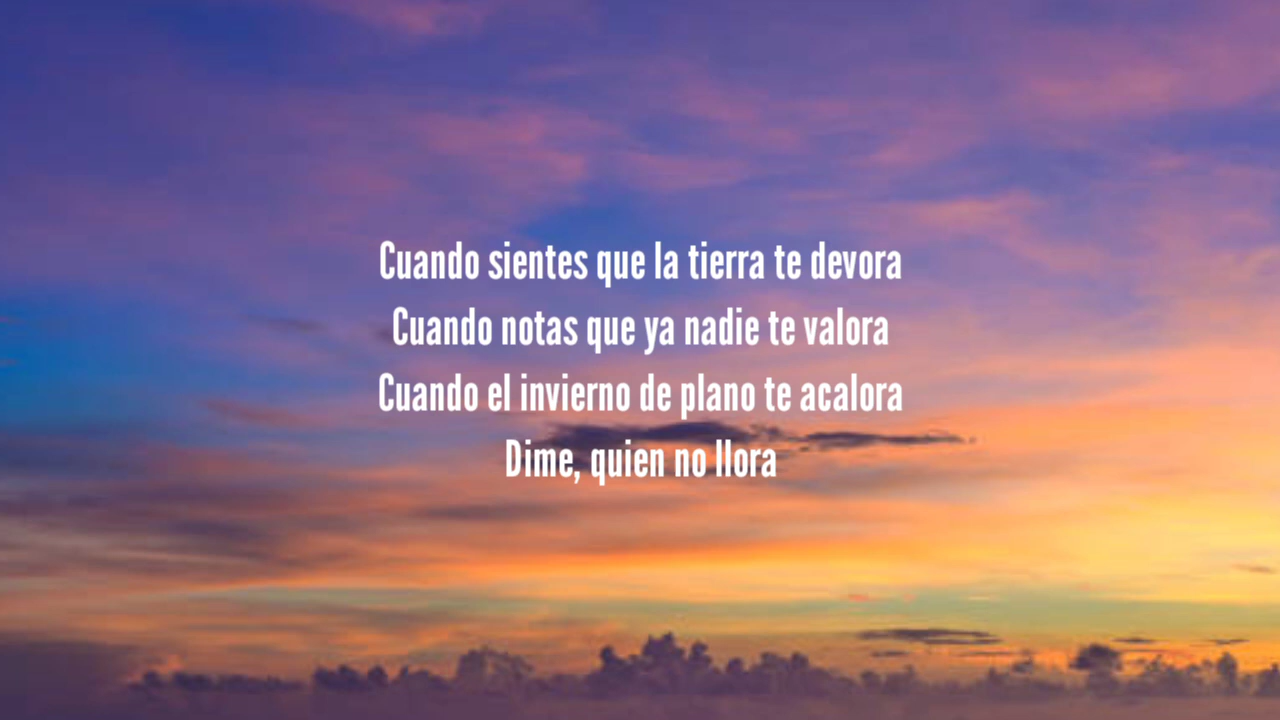 Cuando sientes que la tierra te devora
Cuando notas que ya nadie te valora
Cuando el invierno de plano te acalora
Dime, quien no llora